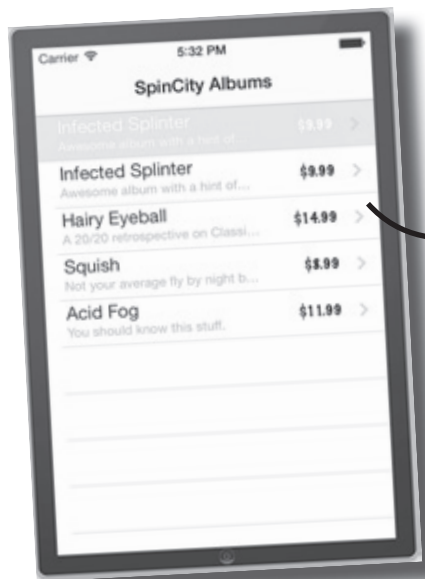 Carrier 5:32 PM
SpinCity Albums
Infected Splinter $9.99
Awesome album with a hint of...
Infected Splinter $9.99
Awesome album with a hint of...
Hairy Eyeball $14.99
A 20/20 retrospective on Classi...
Squish $8.99
Not your average fly by night b...
Acid Fog $11.99
You should know this stuff.